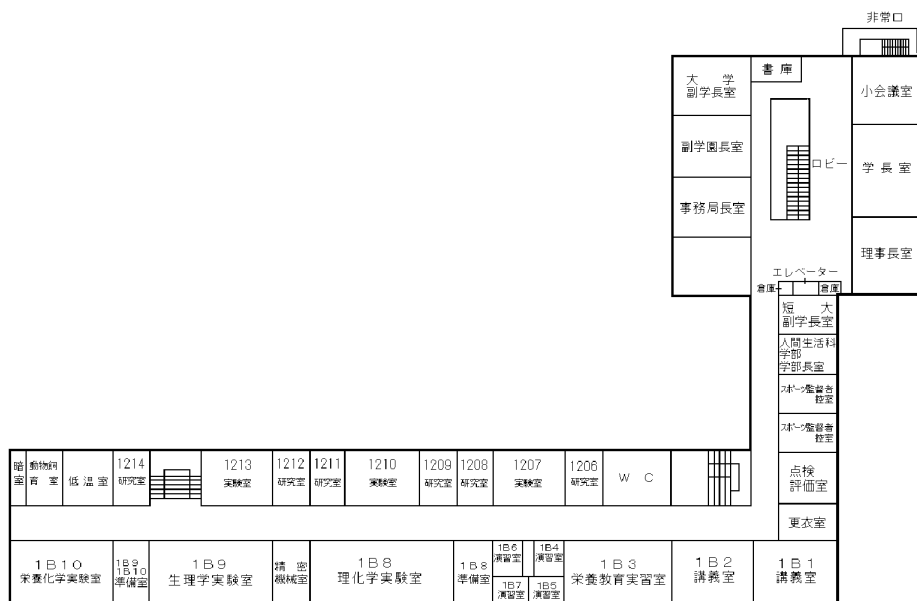 非常口
大　学
副学長室
書 庫
小会議室
副学園長室
ロビー
学 長 室
事務局長室
理事長室
エレベーター
倉庫
倉庫
短　大
副学長室
人間生活科
学部
学部長室
スポーツ監督者
控室
スポーツ監督者
控室
点検
評価室
更衣室
暗
室
動物飼
育 室
低 温 室
1214
研究室
1213
実験室
1212
研究室
1211
研究室
1210
実験室
1209
研究室
1208
研究室
1207
実験室
1206
研究室
W C
1B10
栄養化学実験室
1B9
1B10
準備室
1B9
生理学実験室
精 密
機械室
1B8
理化学実験室
1B8
準備室
1B6
演習室
1B4
演習室
1B7
演習室
1B5
演習室
1B3
栄養教育実習室
1B2
講義室
1B1
講義室